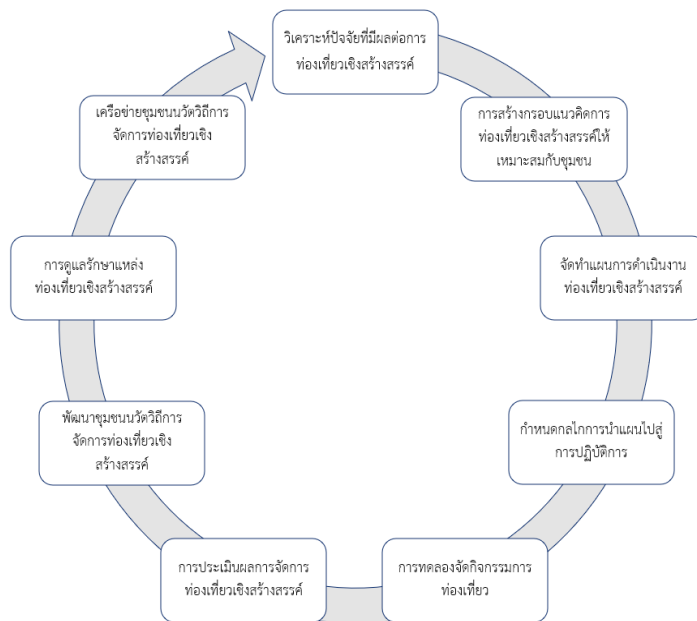 วิเคราะห์ปัจจัยที่มีผลต่อการ
ท่องเที่ยวเชิงสร้างสรรค์
การสร้างกรอบแนวคิดการ
ท่องเที่ยวเชิงสร้างสรรค์ให้
เหมาะสมกับชุมชน
จัดทำแผนการดำเนินงาน
ท่องเที่ยวเชิงสร้างสรรค์
กำหนดกลไกการนำแผนไปสู่
การปฏิบัติการ
การทดลองจัดกิจกรรมการ
ท่องเที่ยว
การประเมินผลการจัดการ
ท่องเที่ยวเชิงสร้างสรรค์
พัฒนาชุมชนนวัตวิถีการ
จัดการท่องเที่ยวเชิง
สร้างสรรค์
การดูแลรักษาแหล่ง
ท่องเที่ยวเชิงสร้างสรรค์
เครือข่ายชุมชนนวัตวิถีการ
จัดการท่องเที่ยวเชิง
สร้างสรรค์